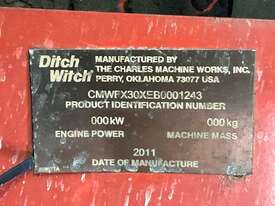 Ditch Witch
MANUFACTURED BY
THE CHARLES MACHINE WORKS, INC.
PERRY, OKLAHOMA 73077 USA
CMWFX30XEB0001243
PRODUCT IDENTIFICATION NUMBER
000kW 000kg
ENGINE POWER MACHINE MASS
2011
DATE OF MANUFACTURE